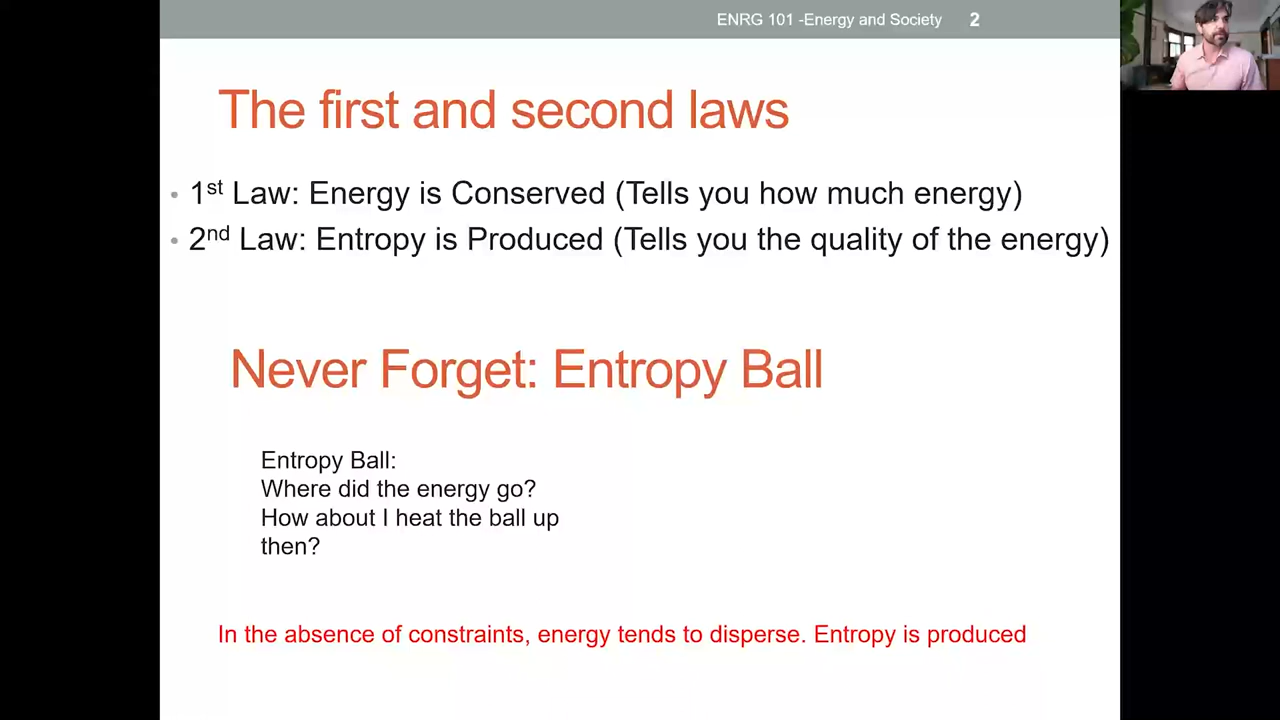 ENRG 101 -Energy and Society 2
The first and second laws
• 1st Law: Energy is Conserved (Tells you how much energy)
• 2nd Law: Entropy is Produced (Tells you the quality of the energy)
Never Forget: Entropy Ball
Entropy Ball:
Where did the energy go?
How about I heat the ball up
then?
In the absence of constraints, energy tends to disperse. Entropy is produced